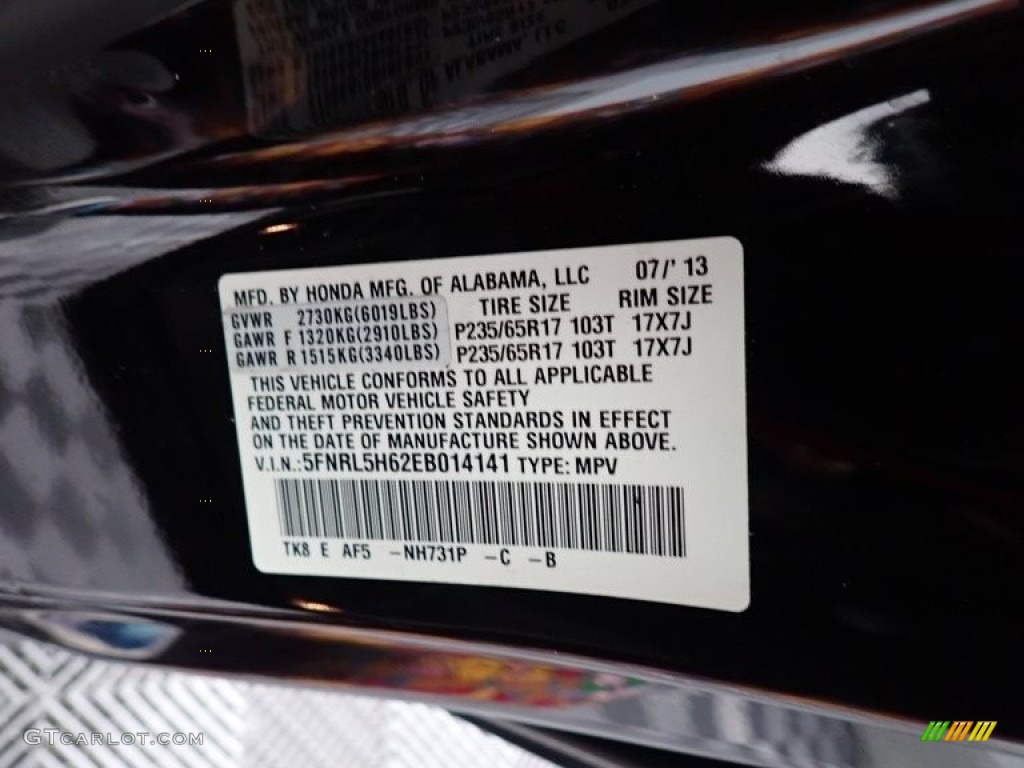 MFD. BY HONDA MFG. OF ALABAMA, LLC 07/' 13
GVWR 2730KG(6019LBS) TIRE SIZE RIM SIZE
GAWR F 1320KG(2910LBS) P235/65R17 103T 17X7J
GAWR R 1515KG(3340LBS) P235/65R17 103T 17X7J
THIS VEHICLE CONFORMS TO ALL APPLICABLE
FEDERAL MOTOR VEHICLE SAFETY
AND THEFT PREVENTION STANDARDS IN EFFECT
ON THE DATE OF MANUFACTURE SHOWN ABOVE.
V.I.N.:5FNRL5H62EB014141 TYPE: MPV
TK8 E AF5 -NH731P -C -B
GTCarlot.com